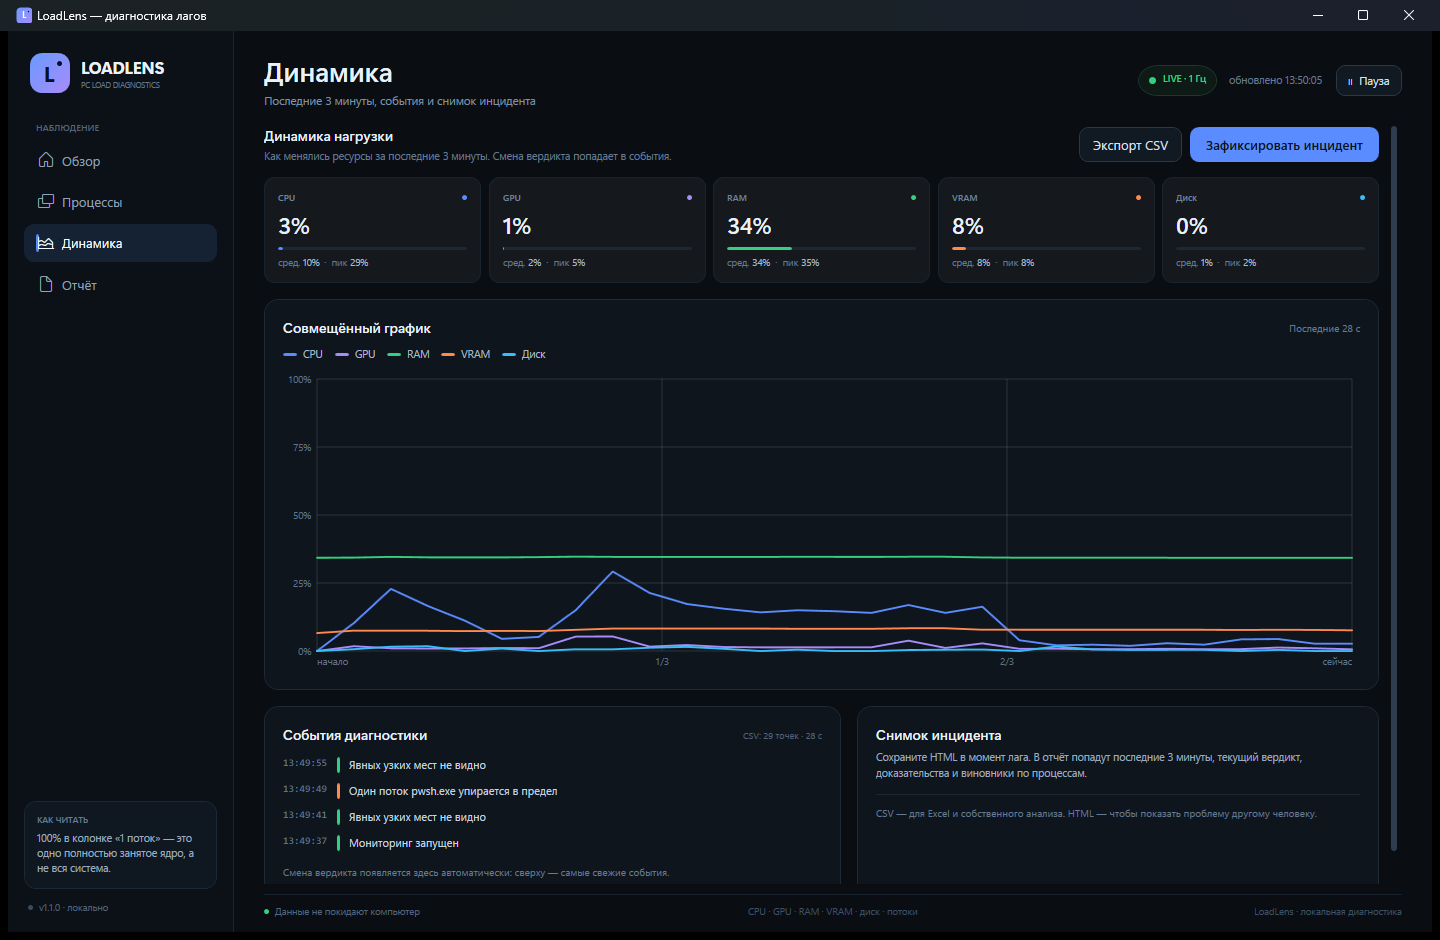 LoadLens — диагностика лагов
L
LOADLENS
PC LOAD DIAGNOSTICS
НАБЛЮДЕНИЕ
Обзор
Процессы
Динамика
Отчёт
КАК ЧИТАТЬ
100% в колонке «1 поток» — это
одно полностью занятое ядро, а
не вся система.
v1.1.0 · локально
Динамика
Последние 3 минуты, события и снимок инцидента
LIVE · 1 Гц
обновлено 13:50:05
Пауза
Динамика нагрузки
Как менялись ресурсы за последние 3 минуты. Смена вердикта попадает в события.
Экспорт CSV
Зафиксировать инцидент
CPU
3%
сред. 10% · пик 29%
GPU
1%
сред. 2% · пик 5%
RAM
34%
сред. 34% · пик 35%
VRAM
8%
сред. 8% · пик 8%
Диск
0%
сред. 1% · пик 2%
Совмещённый график
Последние 28 с
CPU GPU RAM VRAM Диск
100%
75%
50%
25%
0%
начало 1/3 2/3 сейчас
События диагностики
CSV: 29 точек · 28 с
13:49:55 Явных узких мест не видно
13:49:49 Один поток pwsh.exe упирается в предел
13:49:41 Явных узких мест не видно
13:49:37 Мониторинг запущен
Смена вердикта появляется здесь автоматически: сверху — самые свежие события.
Снимок инцидента
Сохраните HTML в момент лага. В отчёт попадут последние 3 минуты, текущий вердикт,
доказательства и виновники по процессам.
CSV — для Excel и собственного анализа. HTML — чтобы показать проблему другому человеку.
Данные не покидают компьютер
CPU · GPU · RAM · VRAM · диск · потоки
LoadLens · локальная диагностика